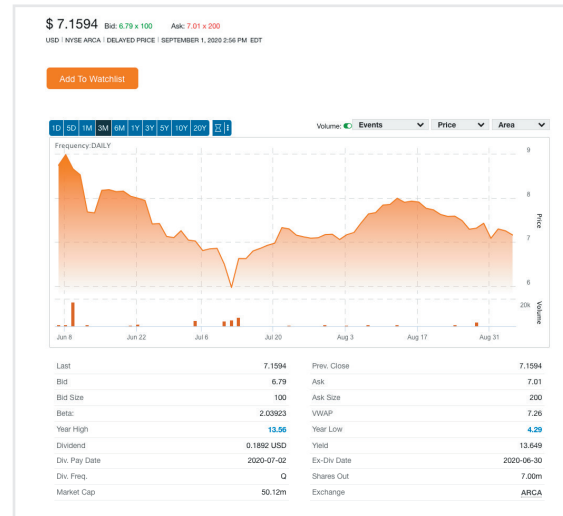 $ 7.1594 Bid: 6.79 x 100 Ask: 7.01 x 200
USD | NYSE ARCA | DELAYED PRICE | SEPTEMBER 1, 2020 2:56 PM EDT
Add To Watchlist
1D 5D 1M 3M 6M 1Y 3Y 5Y 10Y 20Y Volume: Events Price Area
Frequency:DAILY
9
8
7
6
Price
20k
Volume
Jun 8 Jun 22 Jul 6 Jul 20 Aug 3 Aug 17 Aug 31
Last 7.1594 Prev. Close 7.1594
Bid 6.79 Ask 7.01
Bid Size 100 Ask Size 200
Beta: 2.03923 VWAP 7.26
Year High 13.56 Year Low 4.29
Dividend 0.1892 USD Yield 13.649
Div. Pay Date 2020-07-02 Ex-Div Date 2020-06-30
Div. Freq. Q Shares Out 7.00m
Market Cap 50.12m Exchange ARCA